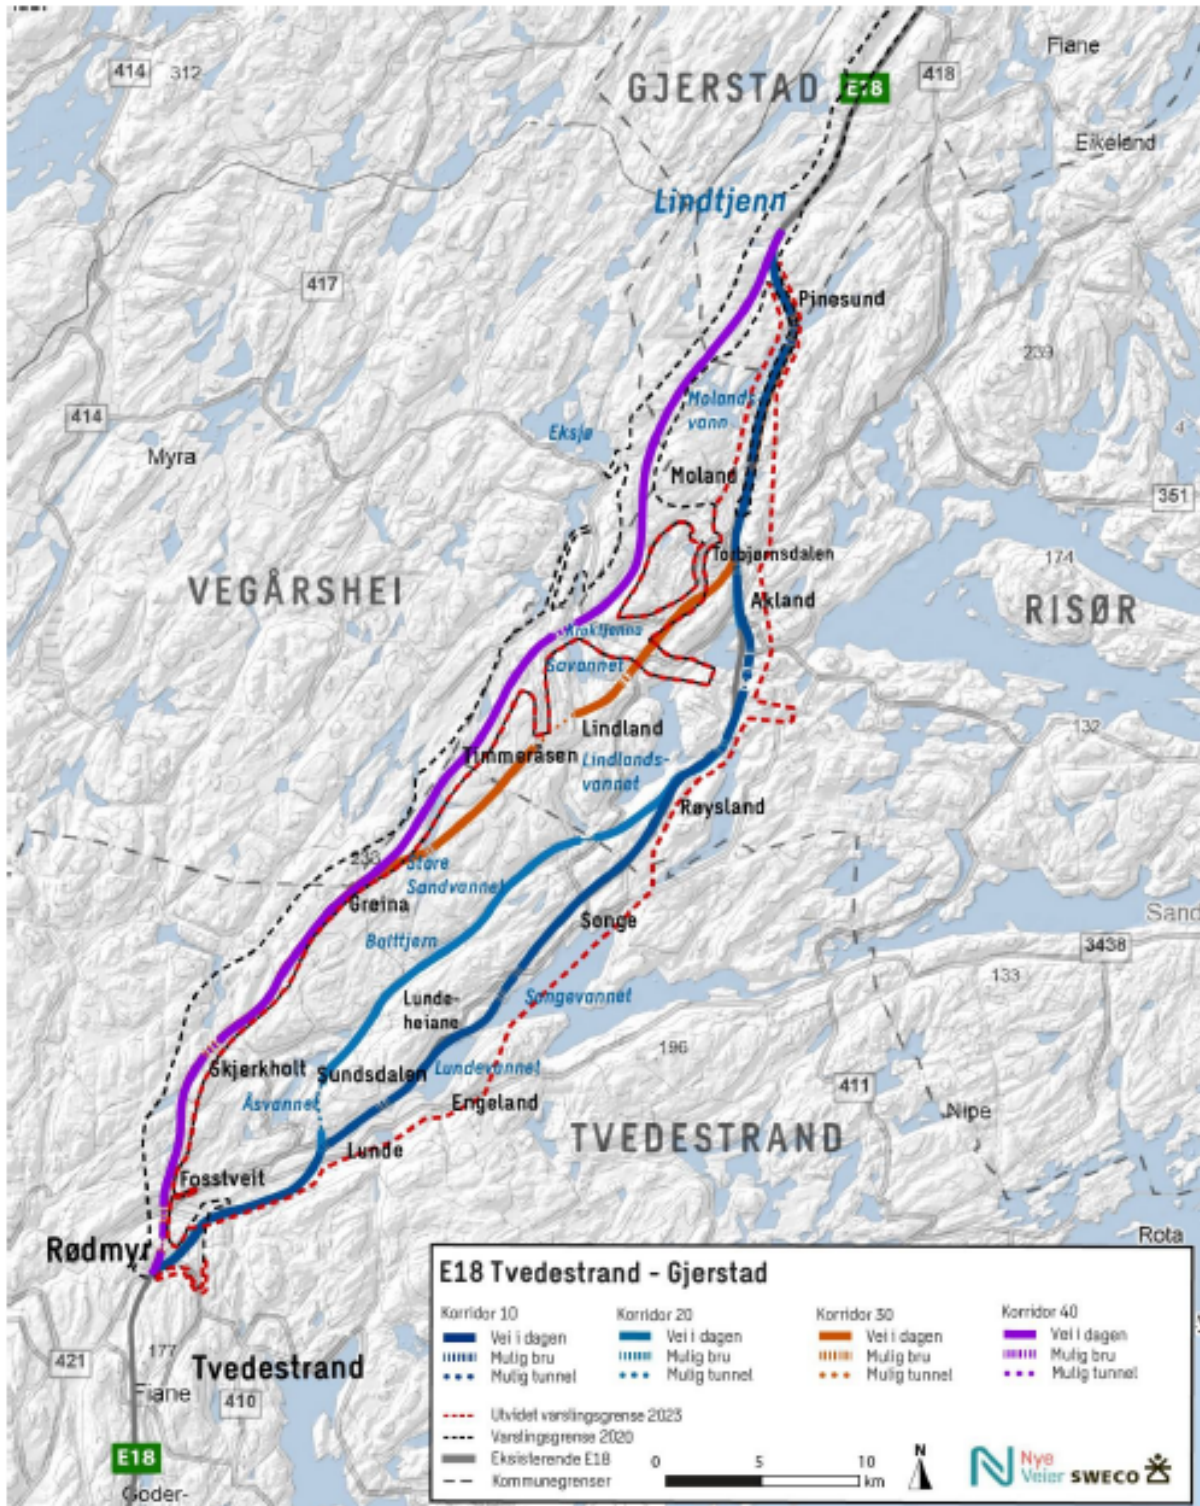 Fiane
414
312
GJERSTAD
E18
418
Eikeland
Lindtjenn
417
Pinesund
239
414
Molands-
vann
Eksjø
Myra
Moland
351
Torbjørnsdalen
174
VEGÅRSHEI
Akland
RISØR
Kroktjenna
Savannet
Lindland
132
Timmeråsen
Lindlands-
vannet
Røysland
Store
Sandvannet
Greina
Sand
Songe
Balttjern
3438
133
Lunde-
heiane
Songevannet
196
Skjerkholt
Sundsdalen
Lundevannet
411
Åsvannet
Engeland
Nipe
TVEDESTRAND
Lunde
Fosstveit
Rota
Rødmyr
E18 Tvedestrand - Gjerstad
Korridor 10
Korridor 20
Korridor 30
Korridor 40
Vei i dagen
Vei i dagen
Vei i dagen
Vei i dagen
Mulig bru
Mulig bru
Mulig bru
Mulig bru
Mulig tunnel
Mulig tunnel
Mulig tunnel
Mulig tunnel
177
421
Tvedestrand
Fiane
410
Utvidet varslingsgrense 2023
Varslingsgrense 2020
Eksisterende E18
Kommunegrenser
0 5 10
km
N
Nye
Veier
SWECO
E18
Goder-